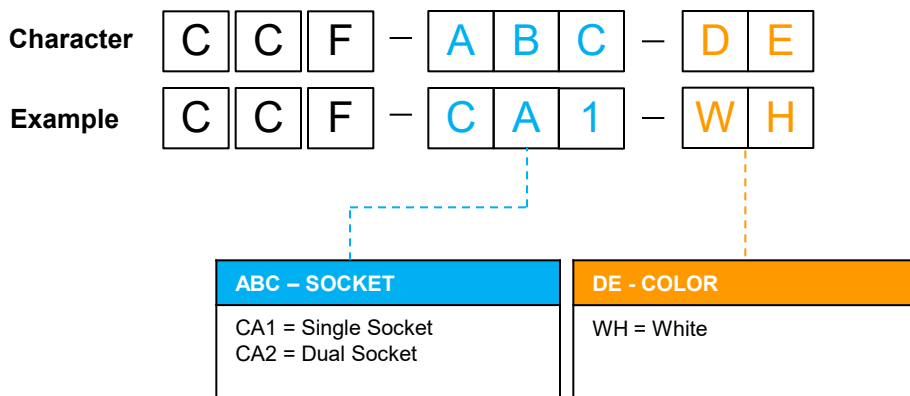 Character C C F – A B C – D E
Example C C F – C A 1 – W H
ABC – SOCKET
CA1 = Single Socket
CA2 = Dual Socket
DE - COLOR
WH = White